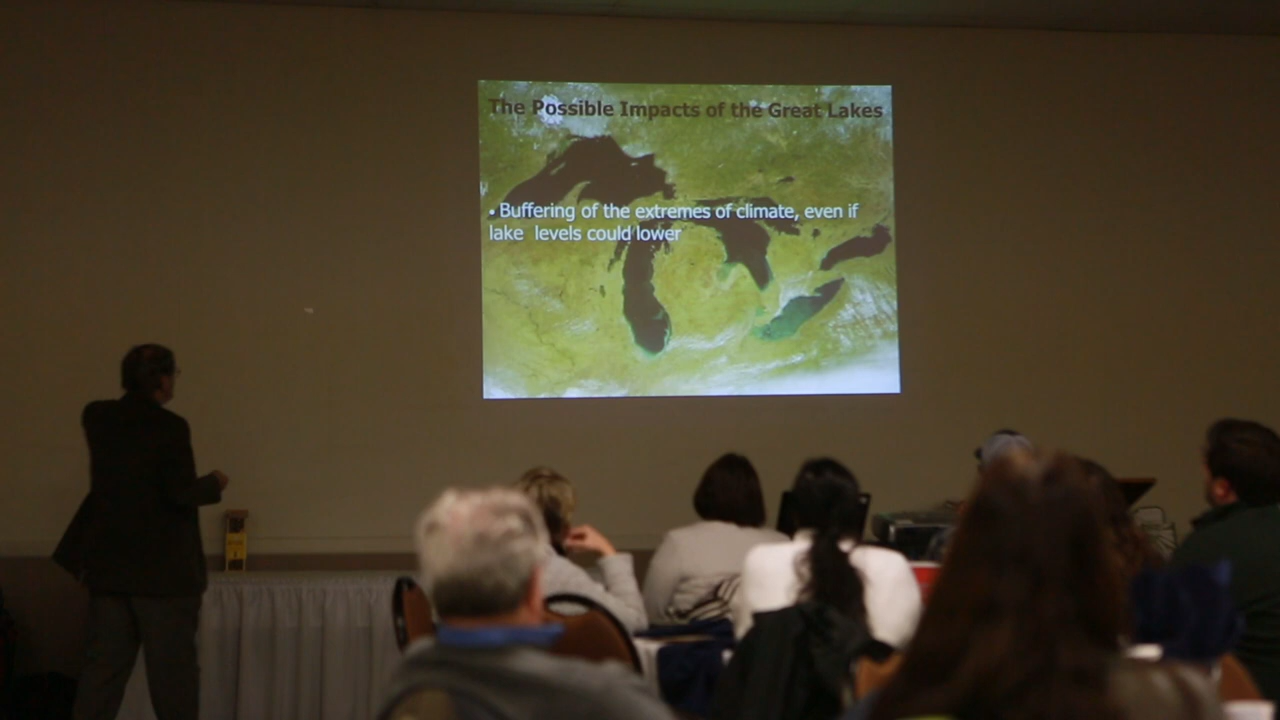 The Possible Impacts of the Great Lakes
• Buffering of the extremes of climate, even if
lake levels could lower